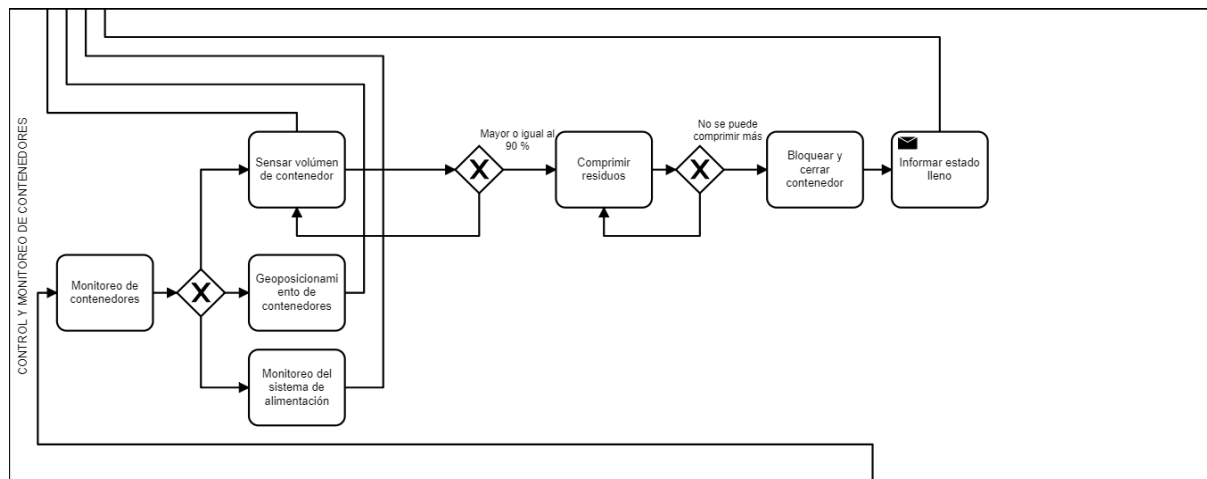 CONTROL Y MONITOREO DE CONTENEDORES
Sensar volúmen
de contenedor
Mayor o igual al
90 %
Comprimir
residuos
No se puede
comprimir más
Bloquear y
cerrar
contenedor
Informar estado
lleno
Monitoreo de
contenedores
Geoposicionami
ento de
contenedores
Monitoreo del
sistema de
alimentación